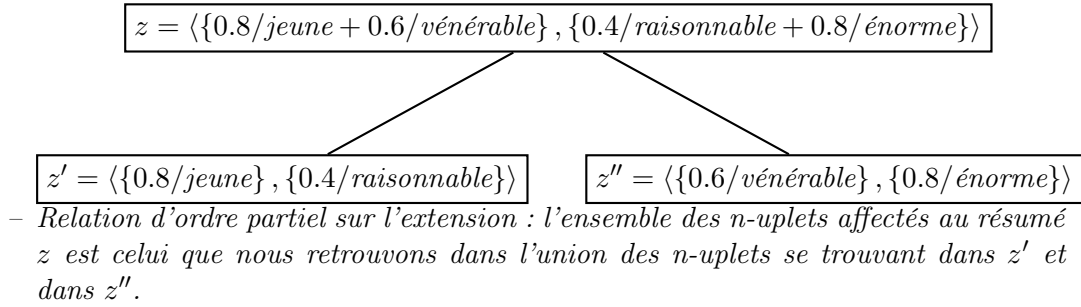 z = ⟨{0.8/jeune + 0.6/vénérable} , {0.4/raisonnable + 0.8/énorme}⟩
z′ = ⟨{0.8/jeune} , {0.4/raisonnable}⟩
z″ = ⟨{0.6/vénérable} , {0.8/énorme}⟩
– Relation d'ordre partiel sur l'extension : l'ensemble des n-uplets affectés au résumé
z est celui que nous retrouvons dans l'union des n-uplets se trouvant dans z′ et
dans z″.